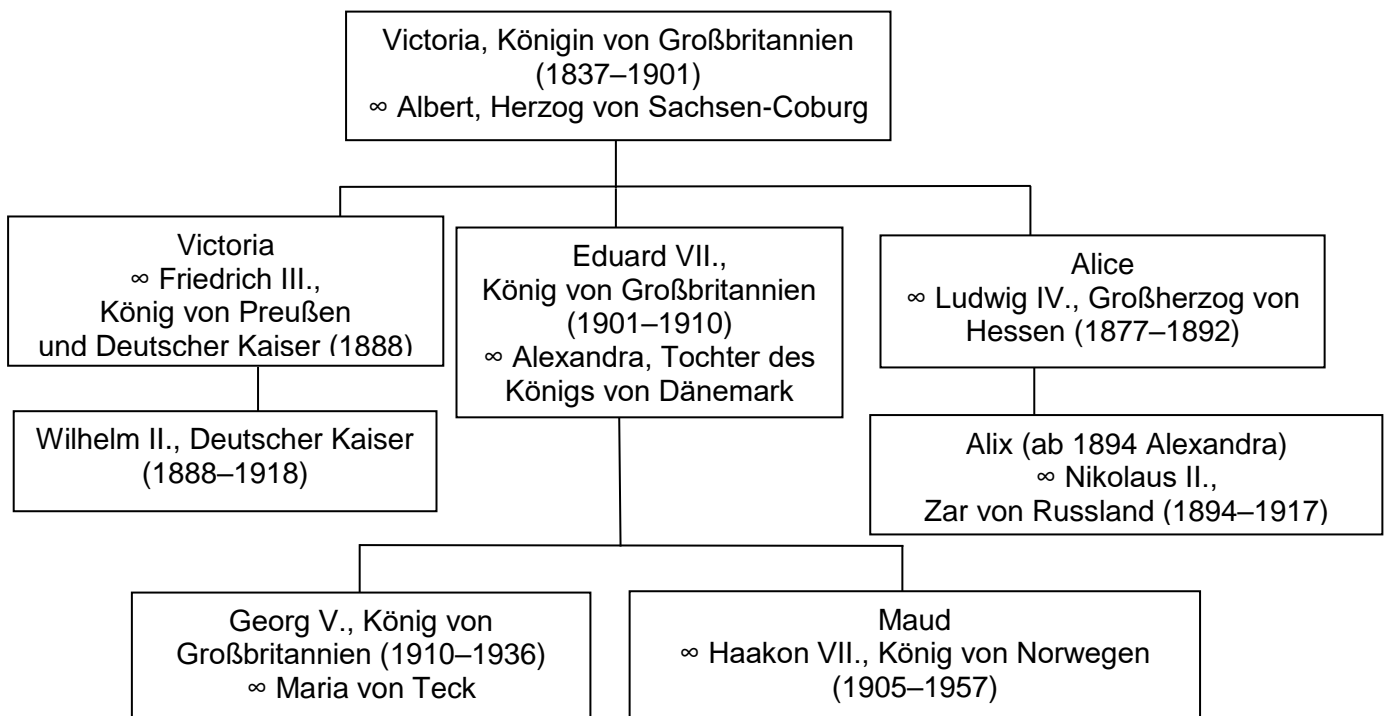 Victoria, Königin von Großbritannien
(1837–1901)
∞ Albert, Herzog von Sachsen-Coburg
Victoria
∞ Friedrich III.,
König von Preußen
und Deutscher Kaiser (1888)
Eduard VII.,
König von Großbritannien
(1901–1910)
∞ Alexandra, Tochter des
Königs von Dänemark
Alice
∞ Ludwig IV., Großherzog von
Hessen (1877–1892)
Wilhelm II., Deutscher Kaiser
(1888–1918)
Alix (ab 1894 Alexandra)
∞ Nikolaus II.,
Zar von Russland (1894–1917)
Georg V., König von
Großbritannien (1910–1936)
∞ Maria von Teck
Maud
∞ Haakon VII., König von Norwegen
(1905–1957)